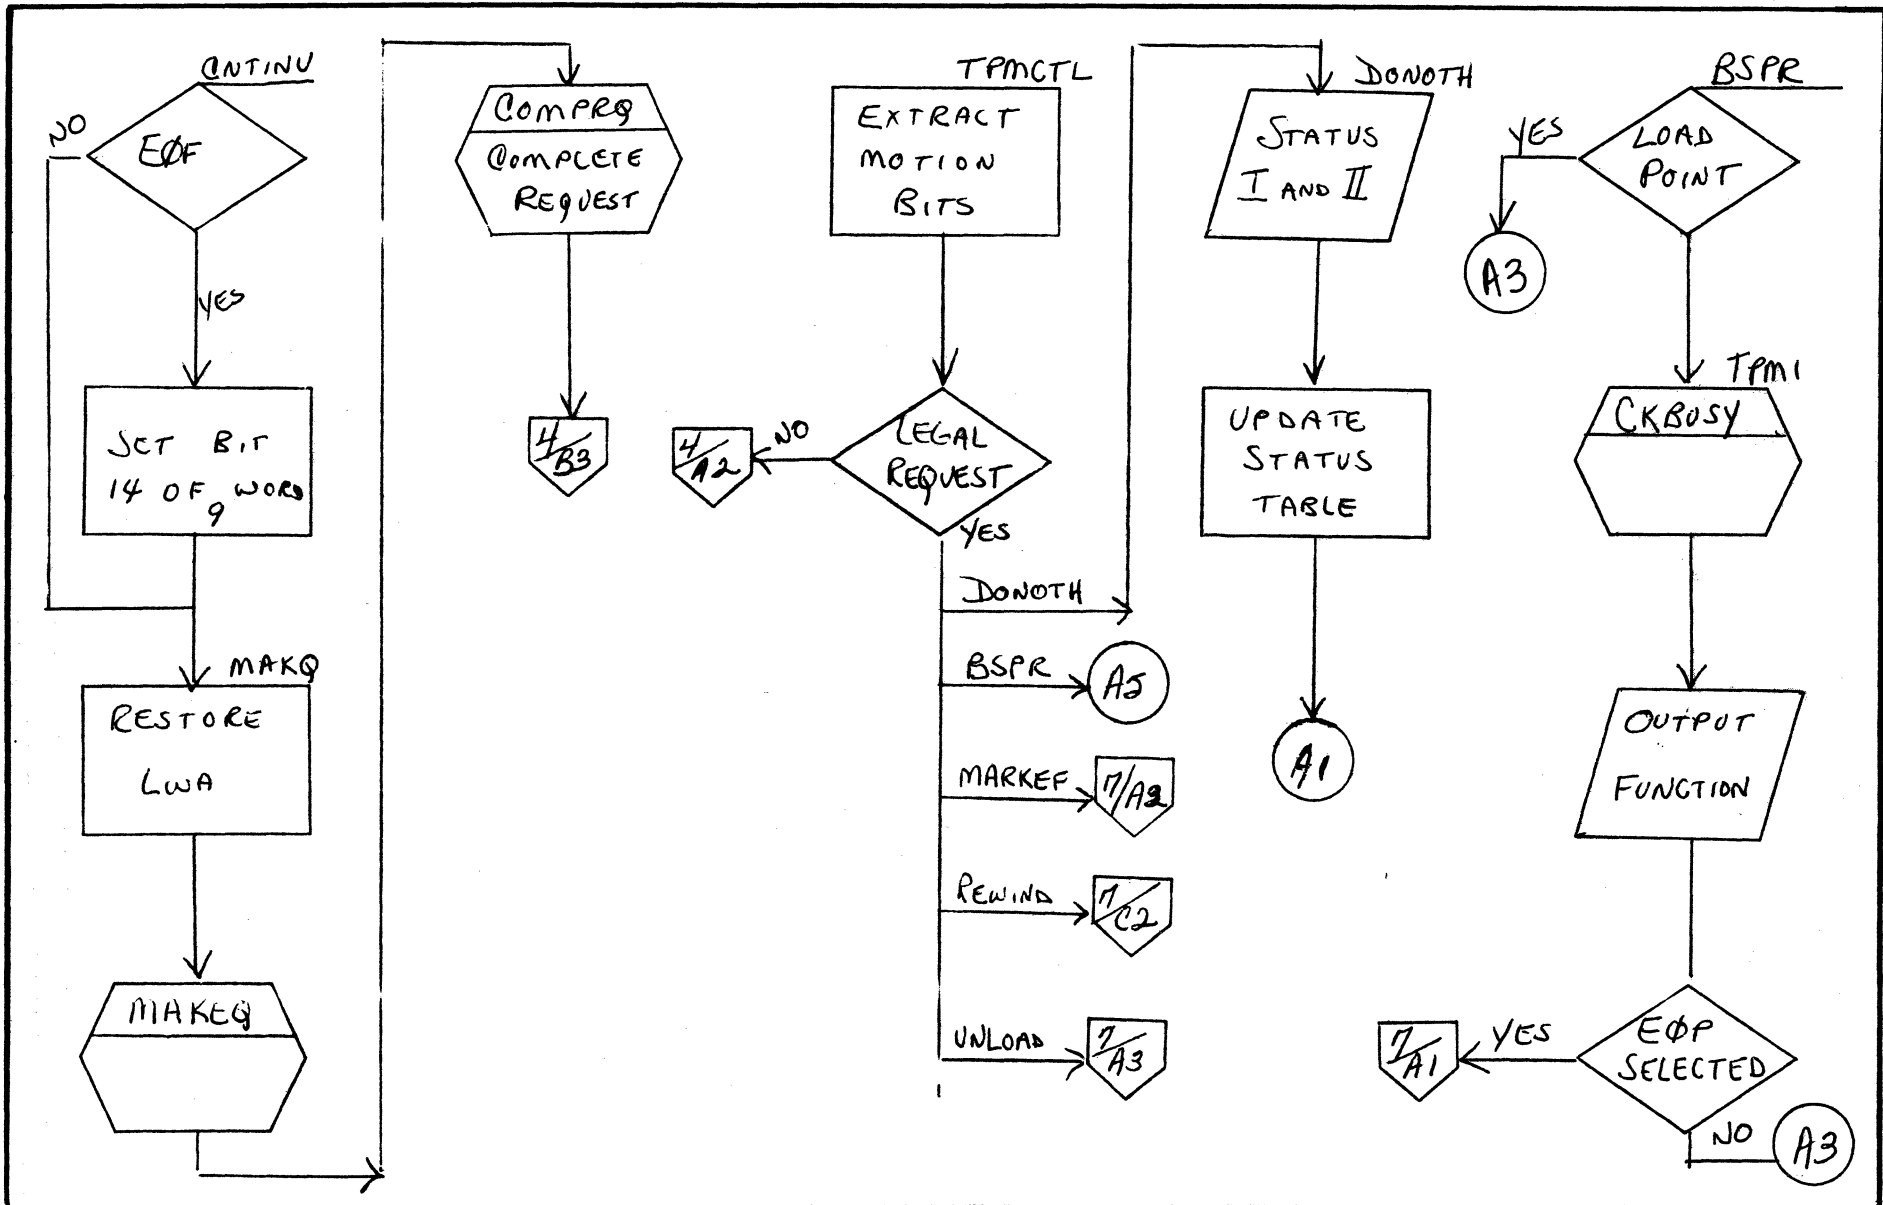 CNTINU
EØF
NO
YES
SET BIT
14 OF WORD
9
MAKQ
RESTORE
LWA
MAKEQ
COMPRQ
COMPLETE
REQUEST
4/B3
TPMCTL
EXTRACT
MOTION
BITS
LEGAL
REQUEST
NO
4/A2
YES
DONOTH
BSPR
A5
MARKEF
7/A2
REWIND
7/C2
UNLOAD
7/A3
DONOTH
STATUS
I AND II
UPDATE
STATUS
TABLE
A1
BSPR
LOAD
POINT
YES
A3
TPM1
CKBUSY
OUTPUT
FUNCTION
EØP
SELECTED
YES
7/A1
NO
A3